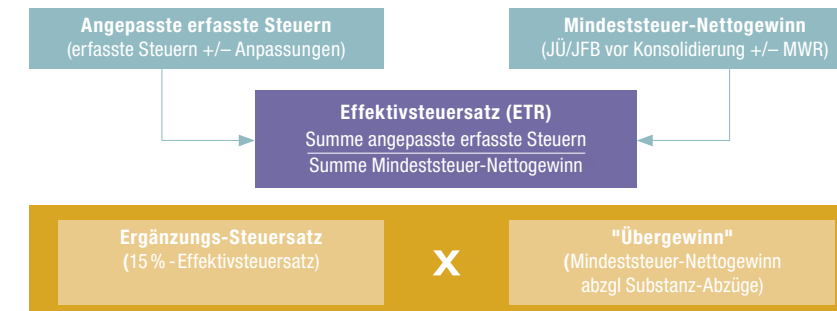 Angepasste erfasste Steuern
(erfasste Steuern +/– Anpassungen)
Mindeststeuer-Nettogewinn
(JÜ/JFB vor Konsolidierung +/– MWR)
Effektivsteuersatz (ETR)
Summe angepasste erfasste Steuern
Summe Mindeststeuer-Nettogewinn
Ergänzungs-Steuersatz
(15 % - Effektivsteuersatz)
x
"Übergewinn"
(Mindeststeuer-Nettogewinn
abzgl Substanz-Abzüge)